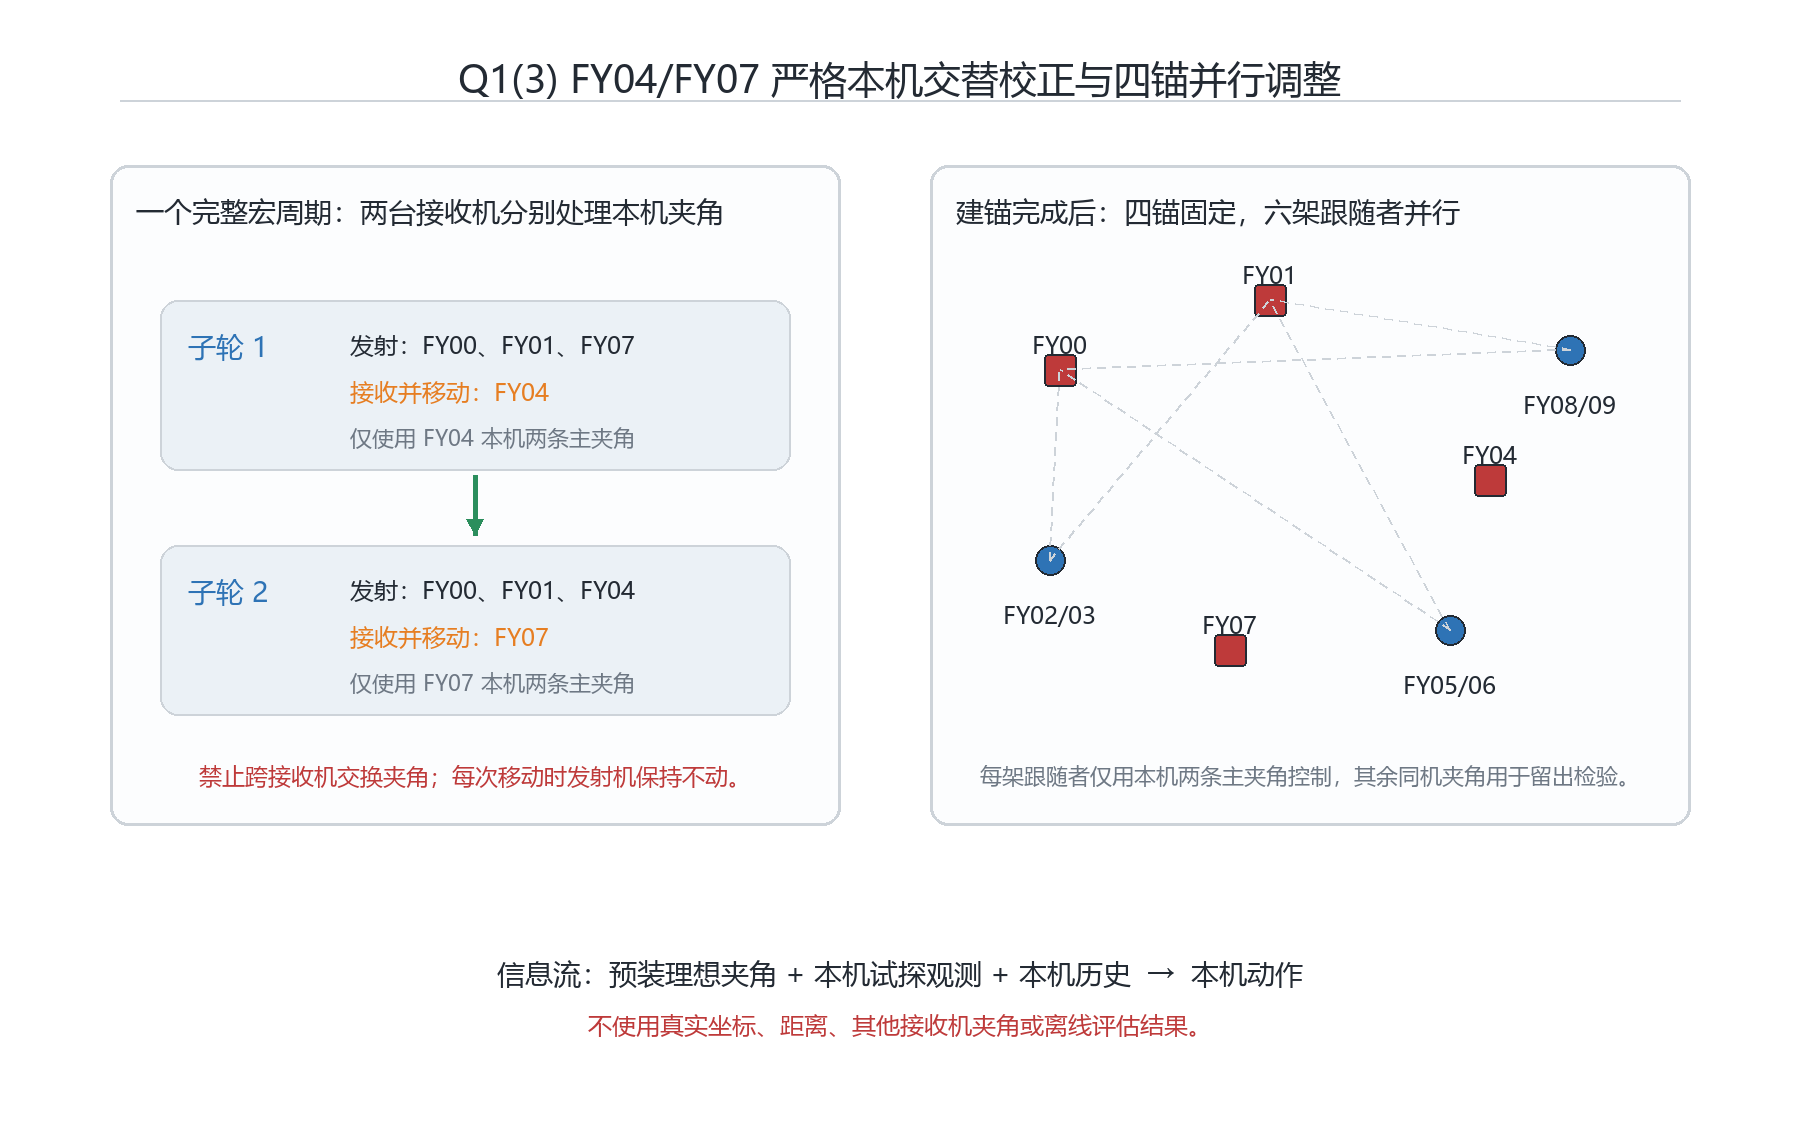 Q1(3) FY04/FY07 严格本机交替校正与四锚并行调整
一个完整宏周期：两台接收机分别处理本机夹角
子轮 1
发射：FY00、FY01、FY07
接收并移动：FY04
仅使用 FY04 本机两条主夹角
子轮 2
发射：FY00、FY01、FY04
接收并移动：FY07
仅使用 FY07 本机两条主夹角
禁止跨接收机交换夹角；每次移动时发射机保持不动。
建锚完成后：四锚固定，六架跟随者并行
FY01
FY00
FY08/09
FY04
FY02/03
FY07
FY05/06
每架跟随者仅用本机两条主夹角控制，其余同机夹角用于留出检验。
信息流：预装理想夹角 + 本机试探观测 + 本机历史 → 本机动作
不使用真实坐标、距离、其他接收机夹角或离线评估结果。